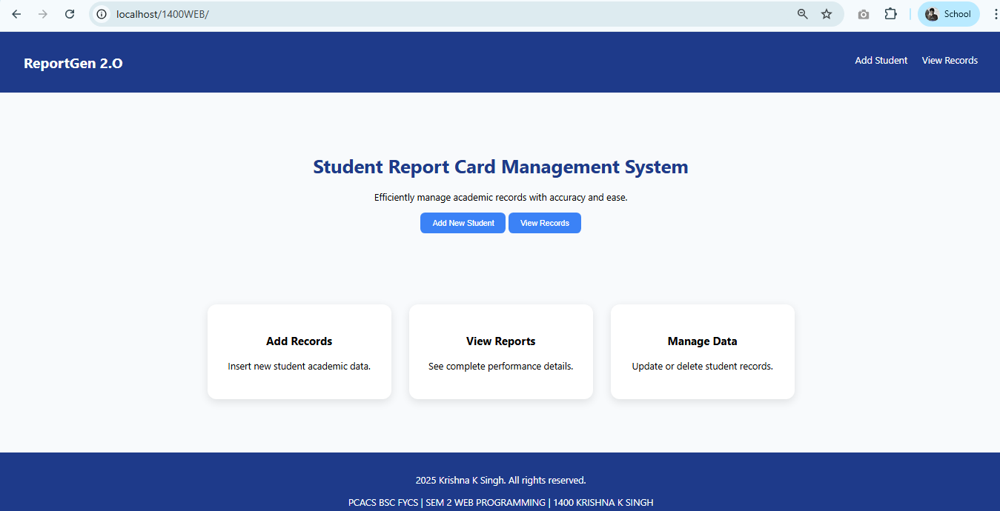 localhost/1400WEB/
School
ReportGen 2.O
Add Student View Records
Student Report Card Management System
Efficiently manage academic records with accuracy and ease.
Add New Student View Records
Add Records
Insert new student academic data.
View Reports
See complete performance details.
Manage Data
Update or delete student records.
2025 Krishna K Singh. All rights reserved.
PCACS BSC FYCS | SEM 2 WEB PROGRAMMING | 1400 KRISHNA K SINGH